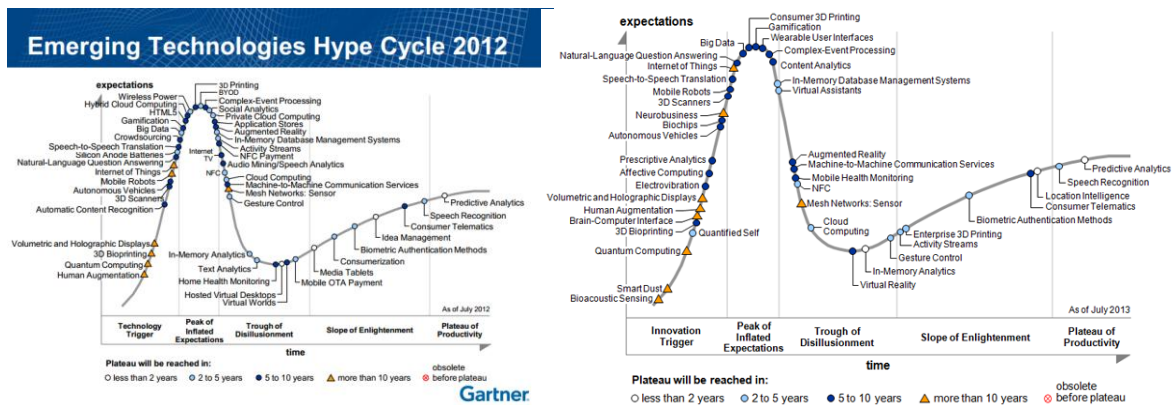 Emerging Technologies Hype Cycle 2012
expectations
3D Printing
BYOD
Wireless Power
Complex-Event Processing
Hybrid Cloud Computing
Social Analytics
HTML5
Private Cloud Computing
Gamification
Application Stores
Big Data
Augmented Reality
Crowdsourcing
In-Memory Database Management Systems
Speech-to-Speech Translation
Activity Streams
Silicon Anode Batteries
Internet
TV
NFC Payment
Natural-Language Question Answering
Audio Mining/Speech Analytics
Internet of Things
NFC
Cloud Computing
Mobile Robots
Machine-to-Machine Communication Services
Autonomous Vehicles
Mesh Networks: Sensor
3D Scanners
Gesture Control
Automatic Content Recognition
Predictive Analytics
Speech Recognition
Consumer Telematics
Idea Management
Volumetric and Holographic Displays
Biometric Authentication Methods
3D Bioprinting
In-Memory Analytics
Consumerization
Quantum Computing
Text Analytics
Media Tablets
Human Augmentation
Home Health Monitoring
Mobile OTA Payment
Hosted Virtual Desktops
Virtual Worlds
As of July 2012
Technology
Trigger
Peak of
Inflated
Expectations
Trough of
Disillusionment
Slope of Enlightenment
Plateau of
Productivity
time
Plateau will be reached in:
less than 2 years
2 to 5 years
5 to 10 years
more than 10 years
obsolete
before plateau
Gartner
expectations
Consumer 3D Printing
Gamification
Wearable User Interfaces
Big Data
Complex-Event Processing
Natural-Language Question Answering
Content Analytics
Internet of Things
Speech-to-Speech Translation
In-Memory Database Management Systems
Mobile Robots
Virtual Assistants
3D Scanners
Neurobusiness
Biochips
Autonomous Vehicles
Augmented Reality
Prescriptive Analytics
Machine-to-Machine Communication Services
Predictive Analytics
Affective Computing
Mobile Health Monitoring
Speech Recognition
Electrovibration
NFC
Location Intelligence
Volumetric and Holographic Displays
Mesh Networks: Sensor
Consumer Telematics
Human Augmentation
Biometric Authentication Methods
Brain-Computer Interface
Cloud
Computing
3D Bioprinting
Quantified Self
Enterprise 3D Printing
Activity Streams
Quantum Computing
Gesture Control
In-Memory Analytics
Smart Dust
Virtual Reality
Bioacoustic Sensing
As of July 2013
Innovation
Trigger
Peak of
Inflated
Expectations
Trough of
Disillusionment
Slope of Enlightenment
Plateau of
Productivity
time
Plateau will be reached in:
less than 2 years
2 to 5 years
5 to 10 years
more than 10 years
obsolete
before plateau